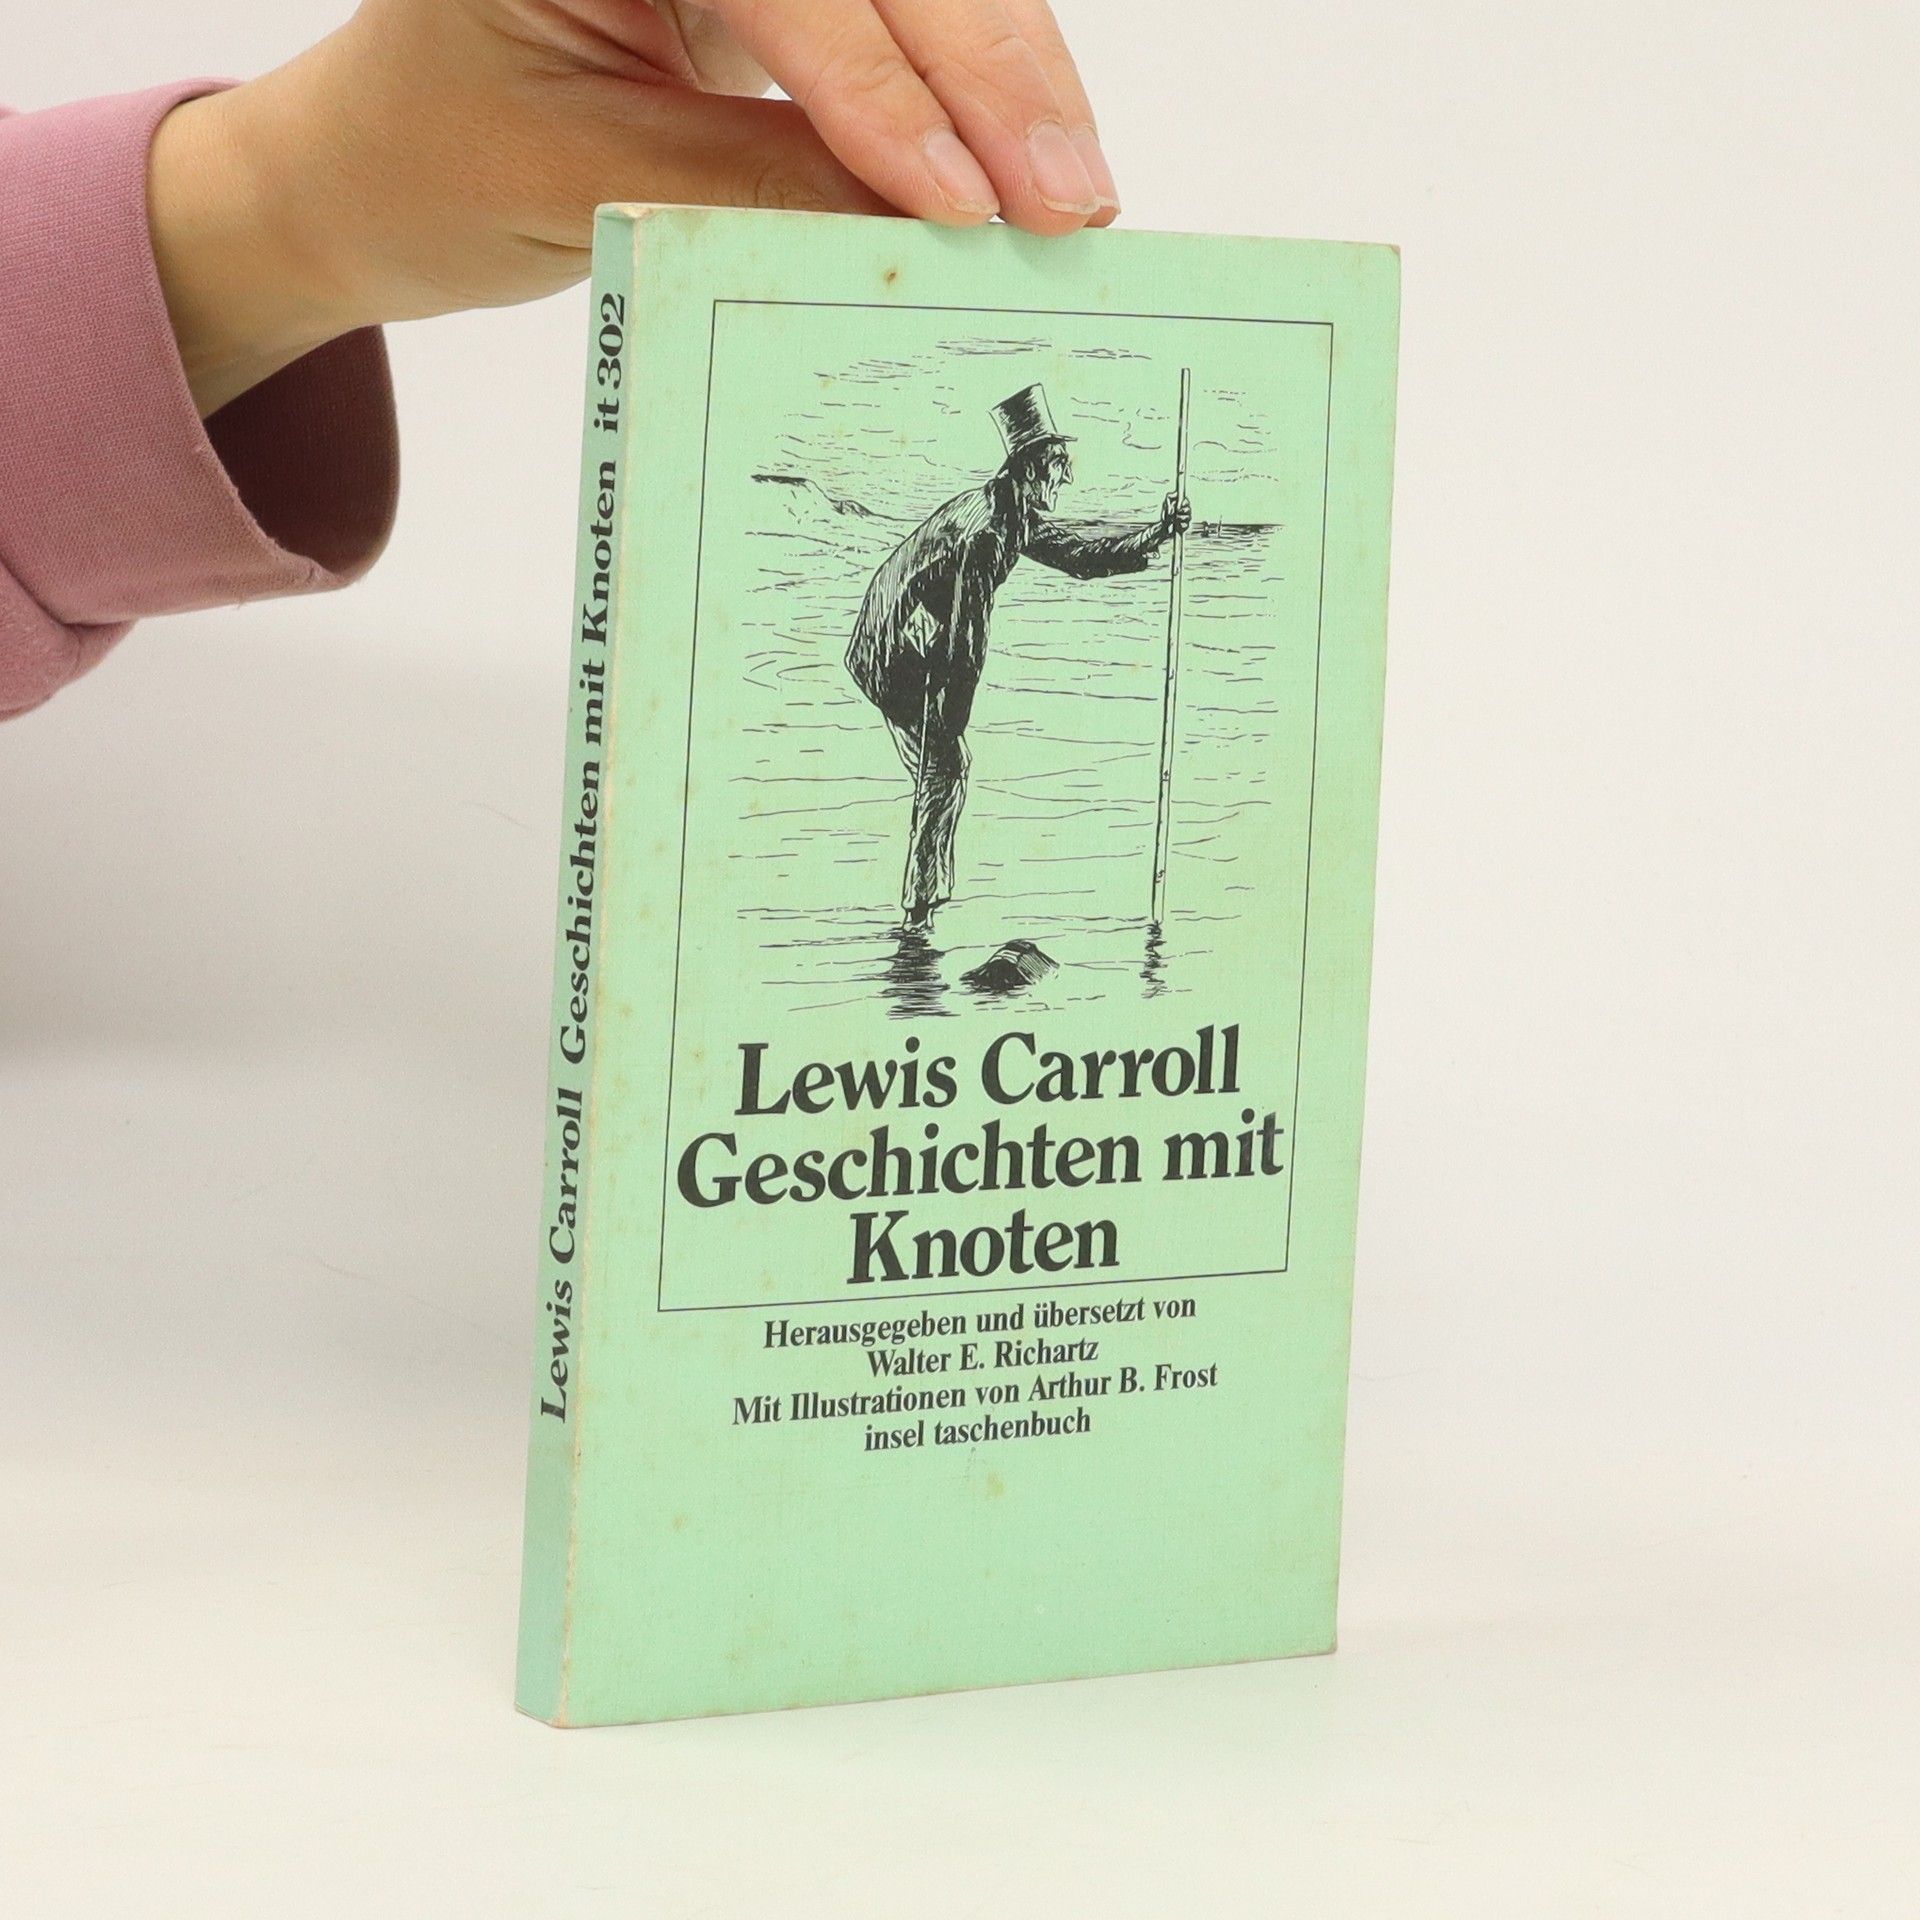 Lewis Carroll Geschichten mit Knoten it 302
Lewis Carroll
Geschichten mit
Knoten
Herausgegeben und übersetzt von
Walter E. Richartz
Mit Illustrationen von Arthur B. Frost
insel taschenbuch